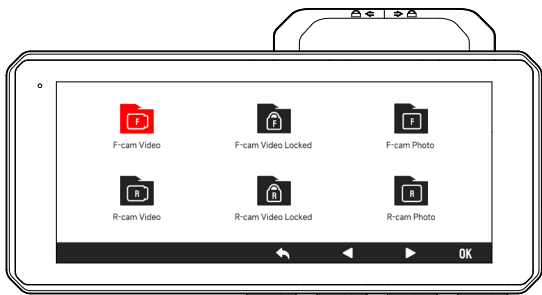 F
F
F
F-cam Video
F-cam Video Locked
F-cam Photo
R
R
R
R-cam Video
R-cam Video Locked
R-cam Photo
OK